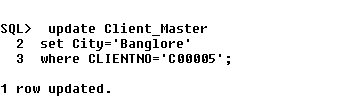 SQL>  update Client_Master
  2  set City='Banglore'
  3  where CLIENTNO='C00005';
1 row updated.